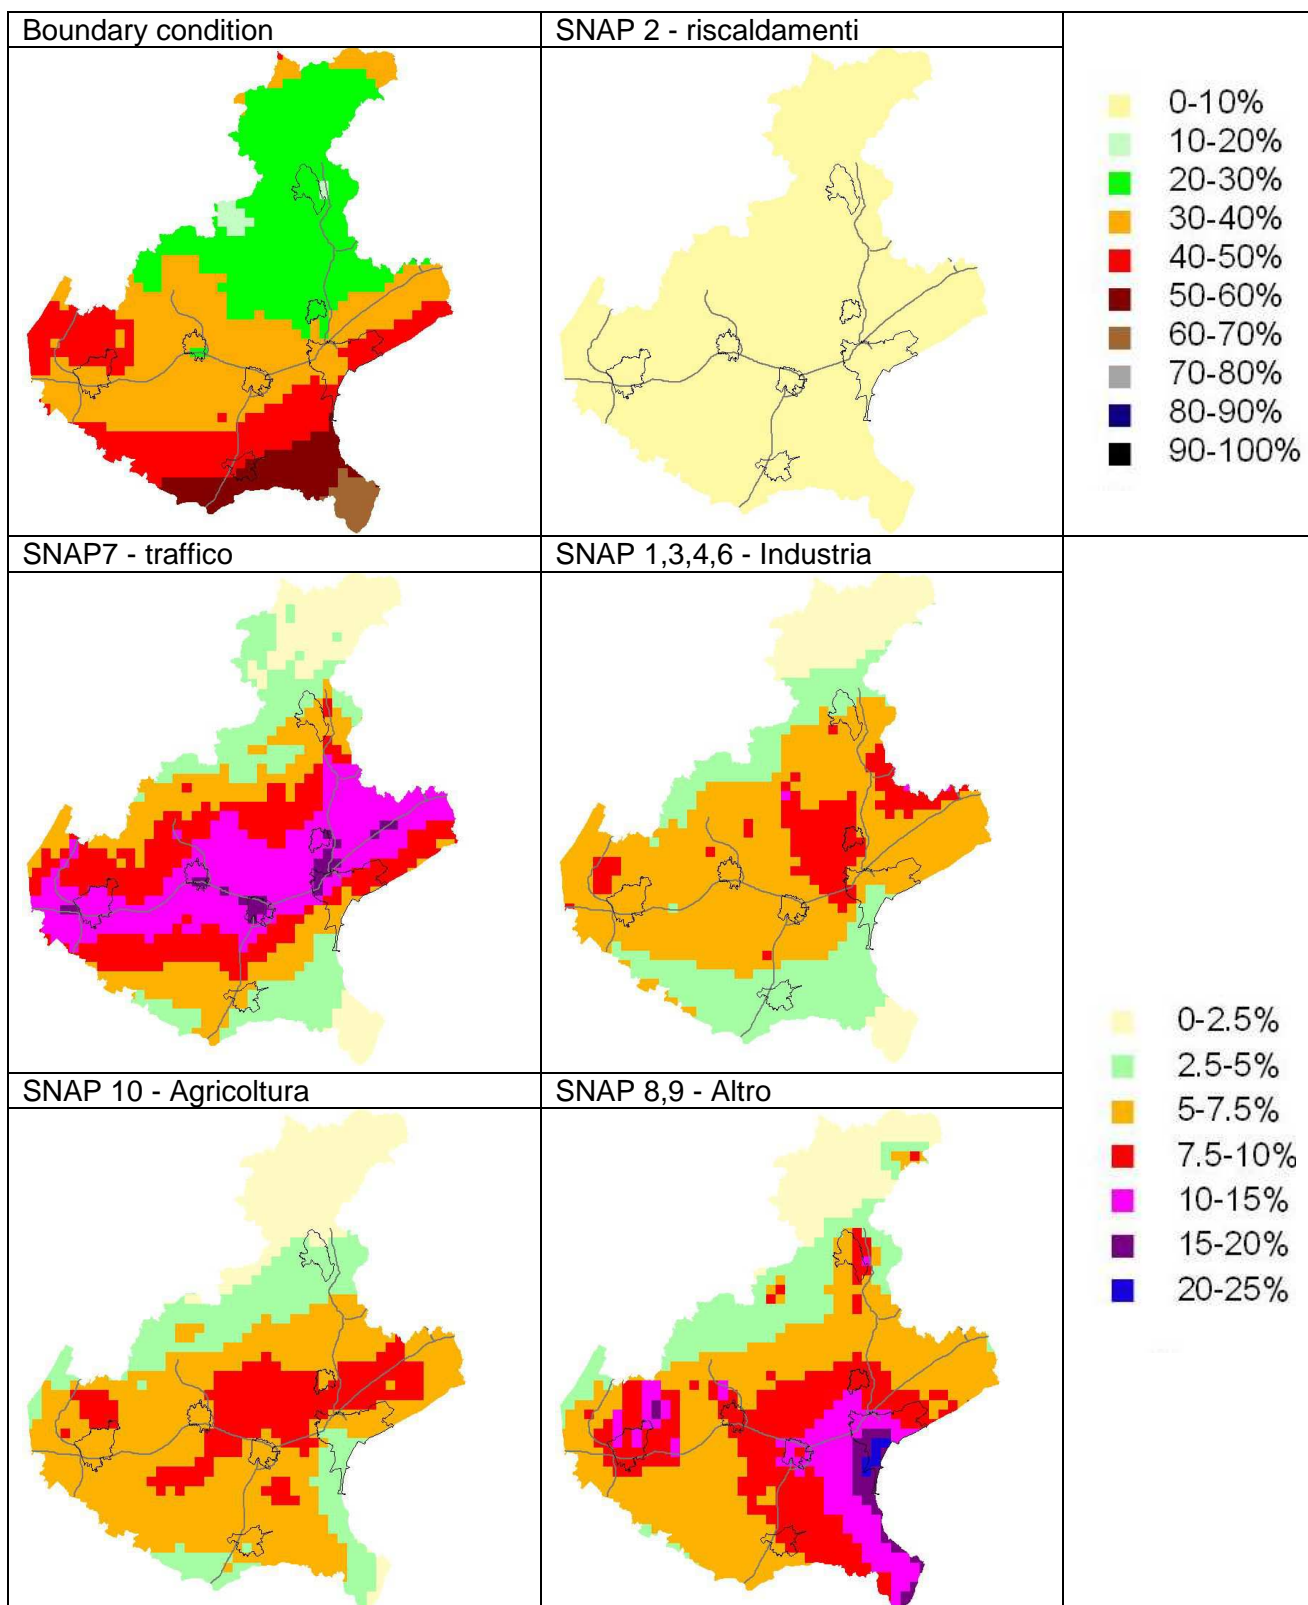 Boundary condition
SNAP 2 - riscaldamenti
0-10%
10-20%
20-30%
30-40%
40-50%
50-60%
60-70%
70-80%
80-90%
90-100%
SNAP7 - traffico
SNAP 1,3,4,6 - Industria
SNAP 10 - Agricoltura
SNAP 8,9 - Altro
0-2.5%
2.5-5%
5-7.5%
7.5-10%
10-15%
15-20%
20-25%